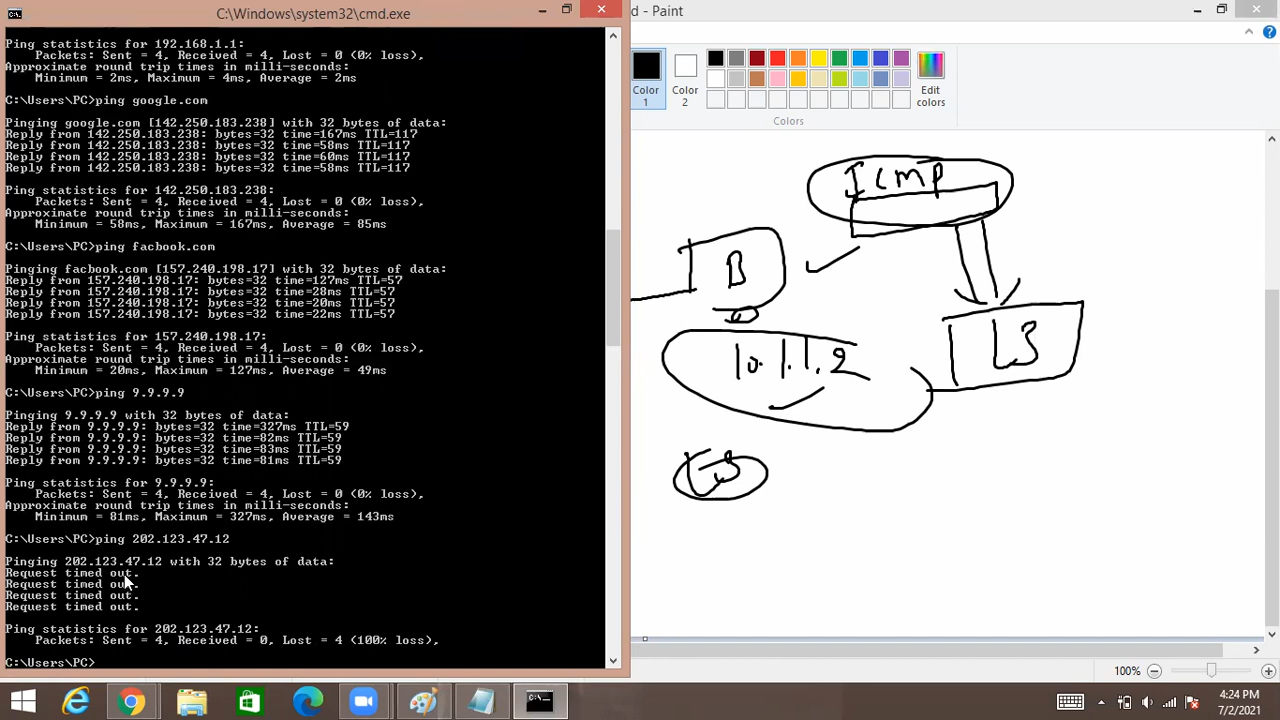 C:\Windows\system32\cmd.exe
Ping statistics for 192.168.1.1:
Packets: Sent = 4, Received = 4, Lost = 0 (0% loss),
Approximate round trip times in milli-seconds:
Minimum = 2ms, Maximum = 4ms, Average = 2ms
C:\Users\PC>ping google.com
Pinging google.com [142.250.183.238] with 32 bytes of data:
Reply from 142.250.183.238: bytes=32 time=167ms TTL=117
Reply from 142.250.183.238: bytes=32 time=58ms TTL=117
Reply from 142.250.183.238: bytes=32 time=60ms TTL=117
Reply from 142.250.183.238: bytes=32 time=58ms TTL=117
Ping statistics for 142.250.183.238:
Packets: Sent = 4, Received = 4, Lost = 0 (0% loss),
Approximate round trip times in milli-seconds:
Minimum = 58ms, Maximum = 167ms, Average = 85ms
C:\Users\PC>ping facbook.com
Pinging facbook.com [157.240.198.17] with 32 bytes of data:
Reply from 157.240.198.17: bytes=32 time=127ms TTL=57
Reply from 157.240.198.17: bytes=32 time=28ms TTL=57
Reply from 157.240.198.17: bytes=32 time=20ms TTL=57
Reply from 157.240.198.17: bytes=32 time=22ms TTL=57
Ping statistics for 157.240.198.17:
Packets: Sent = 4, Received = 4, Lost = 0 (0% loss),
Approximate round trip times in milli-seconds:
Minimum = 20ms, Maximum = 127ms, Average = 49ms
C:\Users\PC>ping 9.9.9.9
Pinging 9.9.9.9 with 32 bytes of data:
Reply from 9.9.9.9: bytes=32 time=327ms TTL=59
Reply from 9.9.9.9: bytes=32 time=82ms TTL=59
Reply from 9.9.9.9: bytes=32 time=83ms TTL=59
Reply from 9.9.9.9: bytes=32 time=81ms TTL=59
Ping statistics for 9.9.9.9:
Packets: Sent = 4, Received = 4, Lost = 0 (0% loss),
Approximate round trip times in milli-seconds:
Minimum = 81ms, Maximum = 327ms, Average = 143ms
C:\Users\PC>ping 202.123.47.12
Pinging 202.123.47.12 with 32 bytes of data:
Request timed out.
Request timed out.
Request timed out.
Request timed out.
Ping statistics for 202.123.47.12:
Packets: Sent = 4, Received = 0, Lost = 4 (100% loss),
C:\Users\PC>
d - Paint
Color 1
Color 2
Edit colors
Colors
Icmp
B
10.1.1.2
L3
100%
4:24 PM
7/2/2021